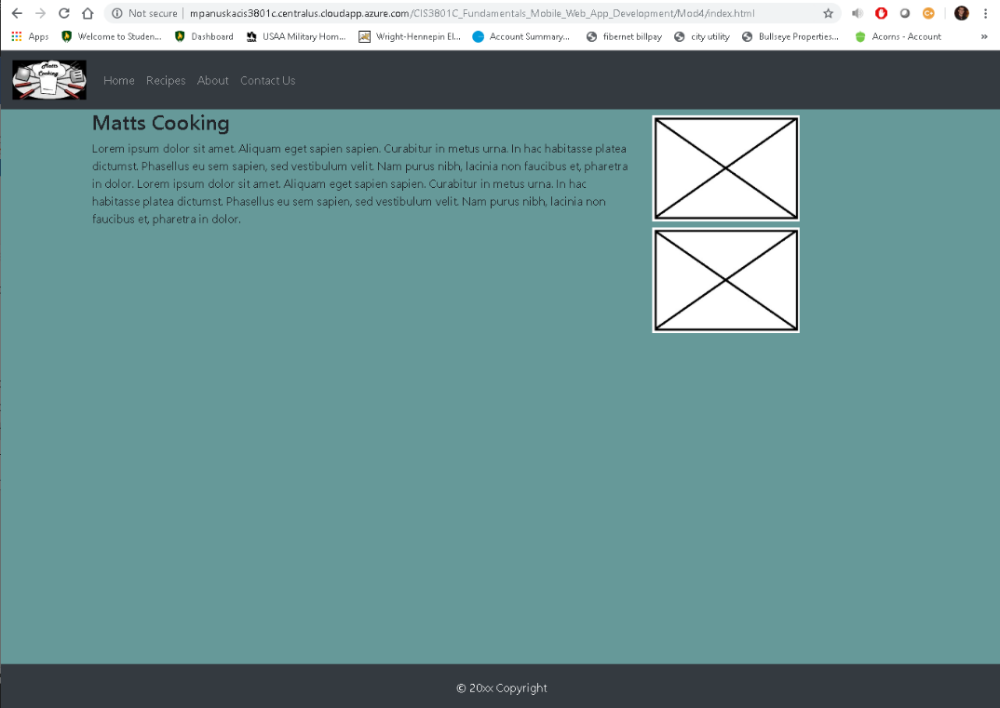 Not secure | mpanuskacis3801c.centralus.cloudapp.azure.com/CIS3801C_Fundamentals_Mobile_Web_App_Development/Mod4/index.html
Apps Welcome to Studen... Dashboard USAA Military Hom... Wright-Hennepin El... Account Summary... fibernet billpay city utility Bullseye Properties... Acorns - Account »
Matts
Cooking
Home Recipes About Contact Us
Matts Cooking
Lorem ipsum dolor sit amet. Aliquam eget sapien sapien. Curabitur in metus urna. In hac habitasse platea
dictumst. Phasellus eu sem sapien, sed vestibulum velit. Nam purus nibh, lacinia non faucibus et, pharetra
in dolor. Lorem ipsum dolor sit amet. Aliquam eget sapien sapien. Curabitur in metus urna. In hac
habitasse platea dictumst. Phasellus eu sem sapien, sed vestibulum velit. Nam purus nibh, lacinia non
faucibus et, pharetra in dolor.
© 20xx Copyright